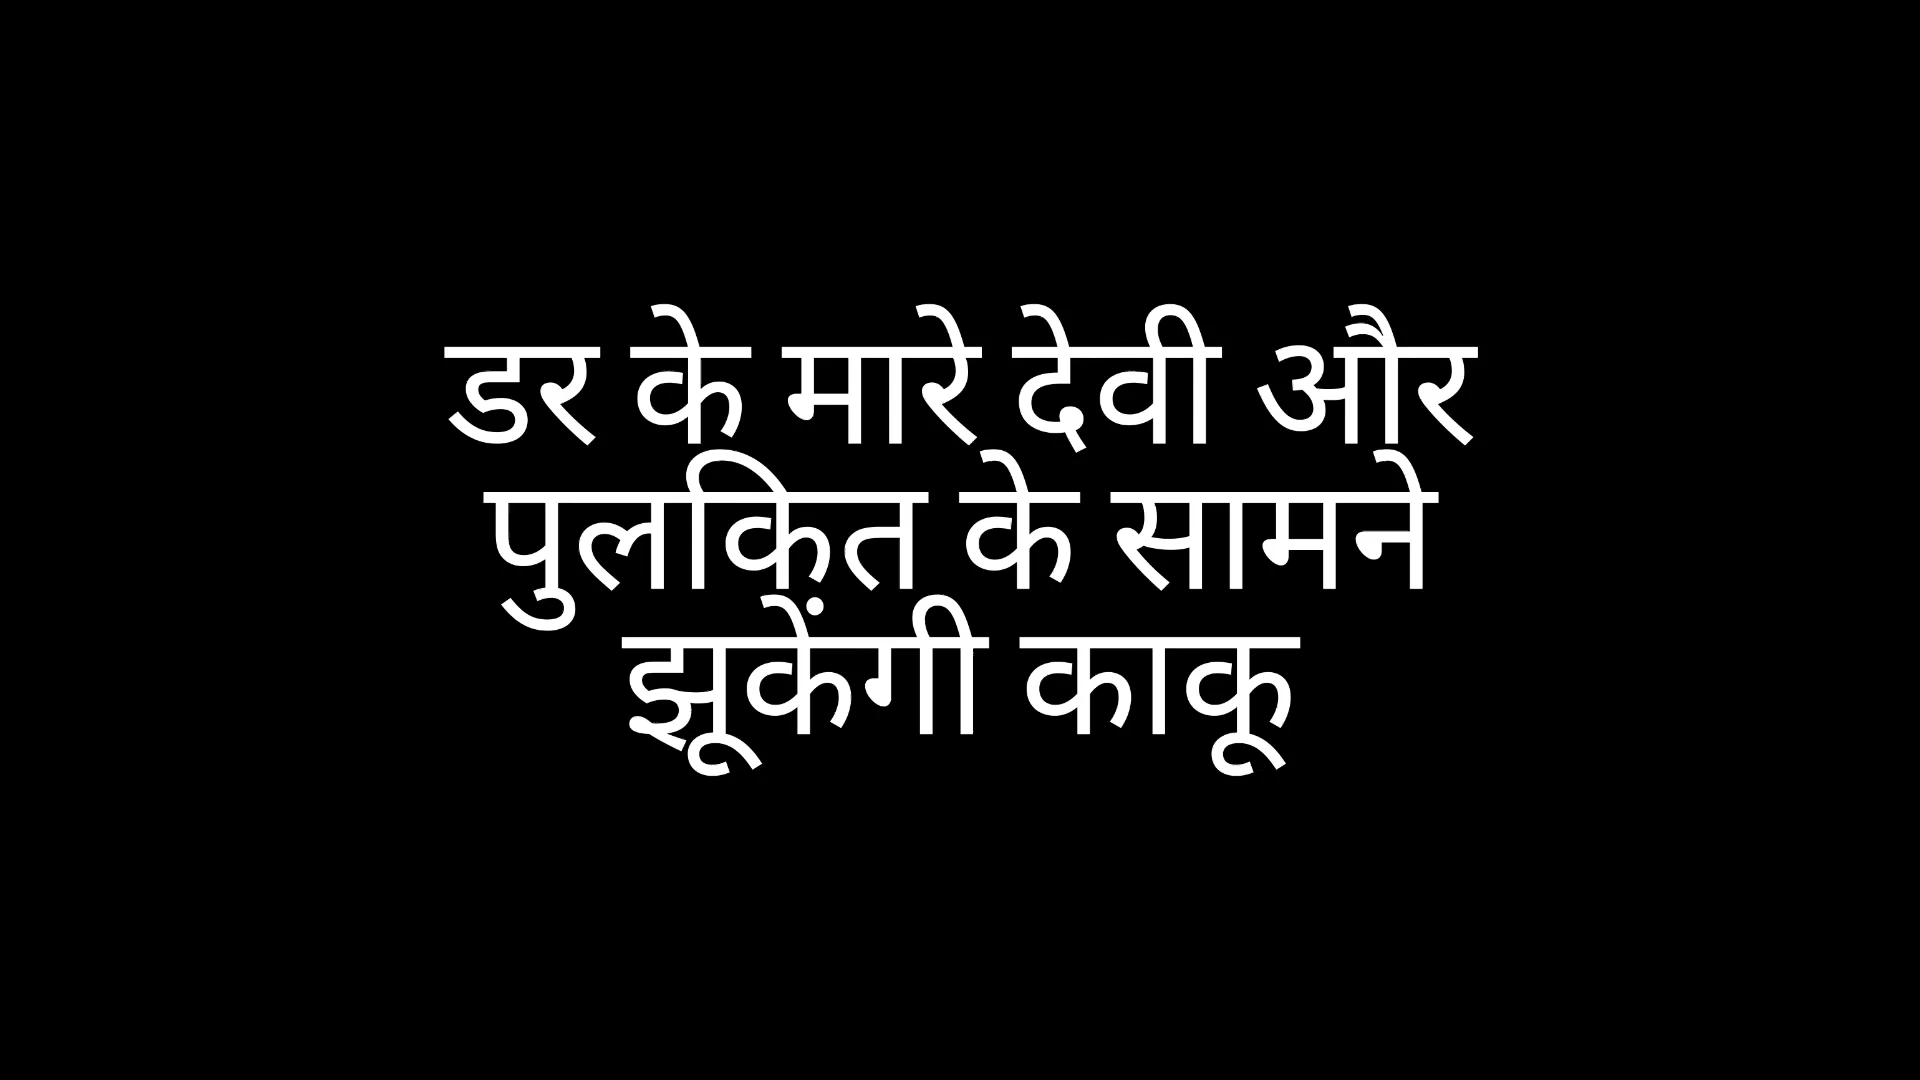 डर के मारे देवी और
पुलकित के सामने
झूकेंगी काकू